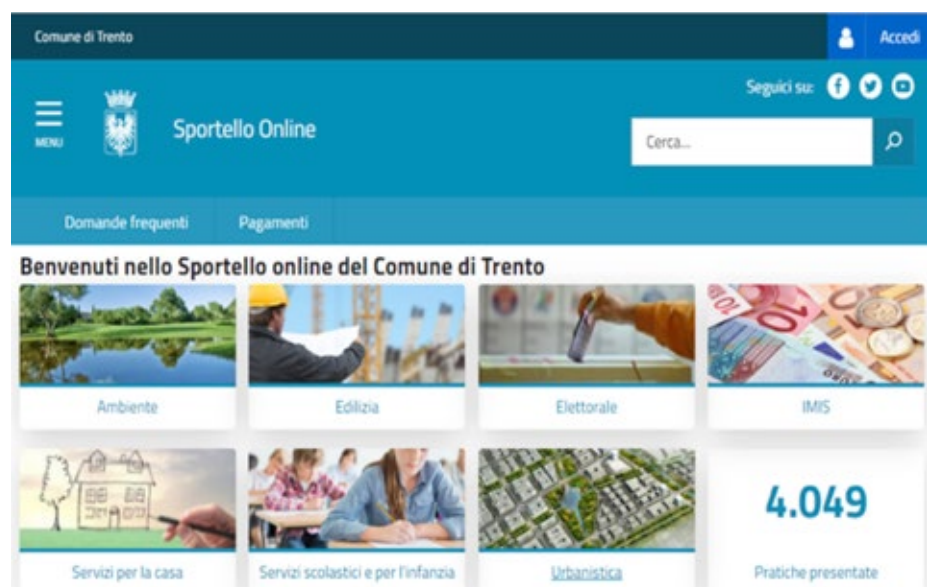 Comune di Trento
Accedi
Seguici su:
MENU
Sportello Online
Cerca...
Domande frequenti
Pagamenti
Benvenuti nello Sportello online del Comune di Trento
Ambiente
Edilizia
Elettorale
IMIS
4.049
Servizi per la casa
Servizi scolastici e per l'infanzia
Urbanistica
Pratiche presentate